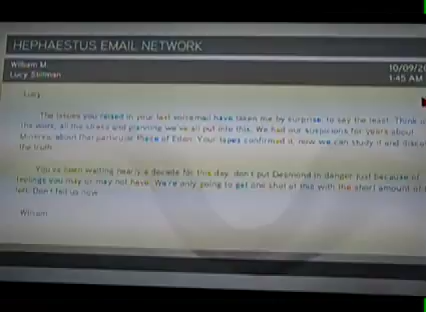 HEPHAESTUS EMAIL NETWORK
William M.
Lucy Stillman
10/09/20
1:45 AM
Lucy
The issues you raised in your last voicemail have taken me by surprise, to say the least. Think
the work, all the stress and planning we've all put into this. We had our suspicions for years about
Minerva, about that particular Piece of Eden. Your tapes confirmed it, now we can study it and
the truth.
You've been waiting nearly a decade for this day, don't put Desmond in danger just because of
feelings you may or may not have. We're only going to get one shot at this with the short amount of
left. Don't fail us now.
William